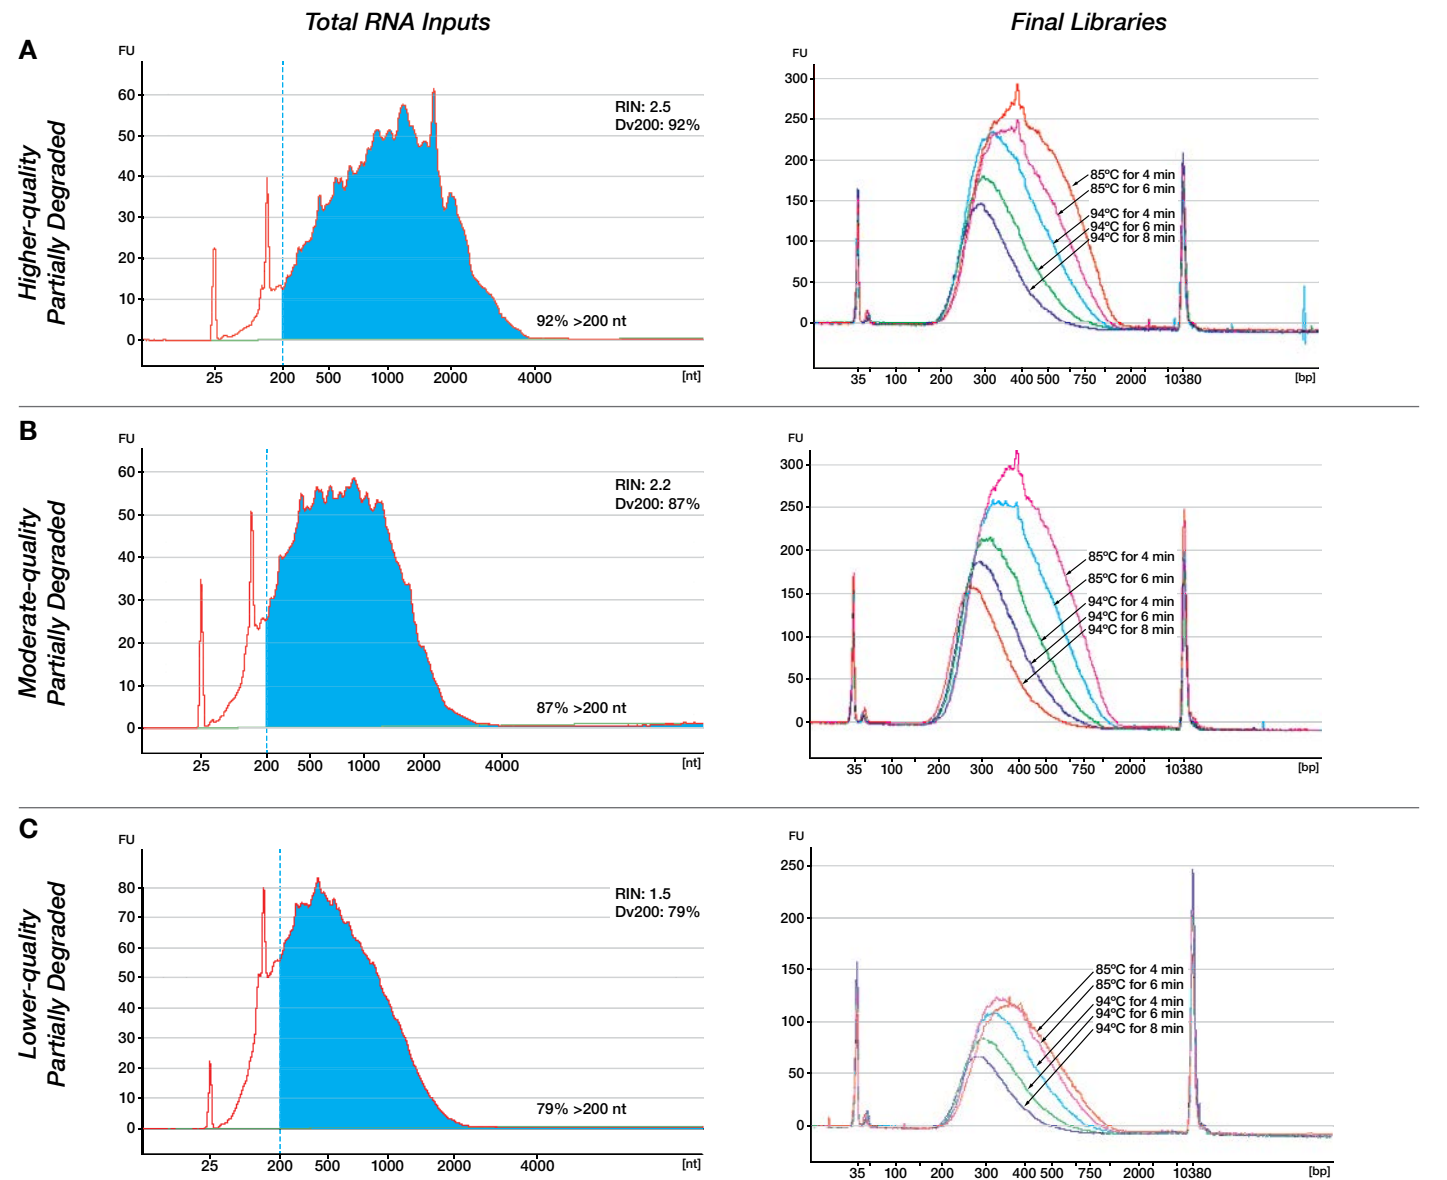 Total RNA Inputs
Final Libraries
A
Higher-quality
Partially Degraded
FU
60
50
40
30
20
10
0
RIN: 2.5
Dv200: 92%
92% >200 nt
25 200 500 1000 2000 4000 [nt]
FU
300
250
200
150
100
50
0
85ºC for 4 min
85ºC for 6 min
94ºC for 4 min
94ºC for 6 min
94ºC for 8 min
35 100 200 300 400 500 750 2000 10380 [bp]
B
Moderate-quality
Partially Degraded
FU
60
50
40
30
20
10
0
RIN: 2.2
Dv200: 87%
87% >200 nt
25 200 500 1000 2000 4000 [nt]
FU
300
250
200
150
100
50
0
85ºC for 4 min
85ºC for 6 min
94ºC for 4 min
94ºC for 6 min
94ºC for 8 min
35 100 200 300 400 500 750 2000 10380 [bp]
C
Lower-quality
Partially Degraded
FU
80
70
60
50
40
30
20
10
0
RIN: 1.5
Dv200: 79%
79% >200 nt
25 200 500 1000 2000 4000 [nt]
FU
250
200
150
100
50
0
85ºC for 4 min
85ºC for 6 min
94ºC for 4 min
94ºC for 6 min
94ºC for 8 min
35 100 200 300 400 500 750 2000 10380 [bp]